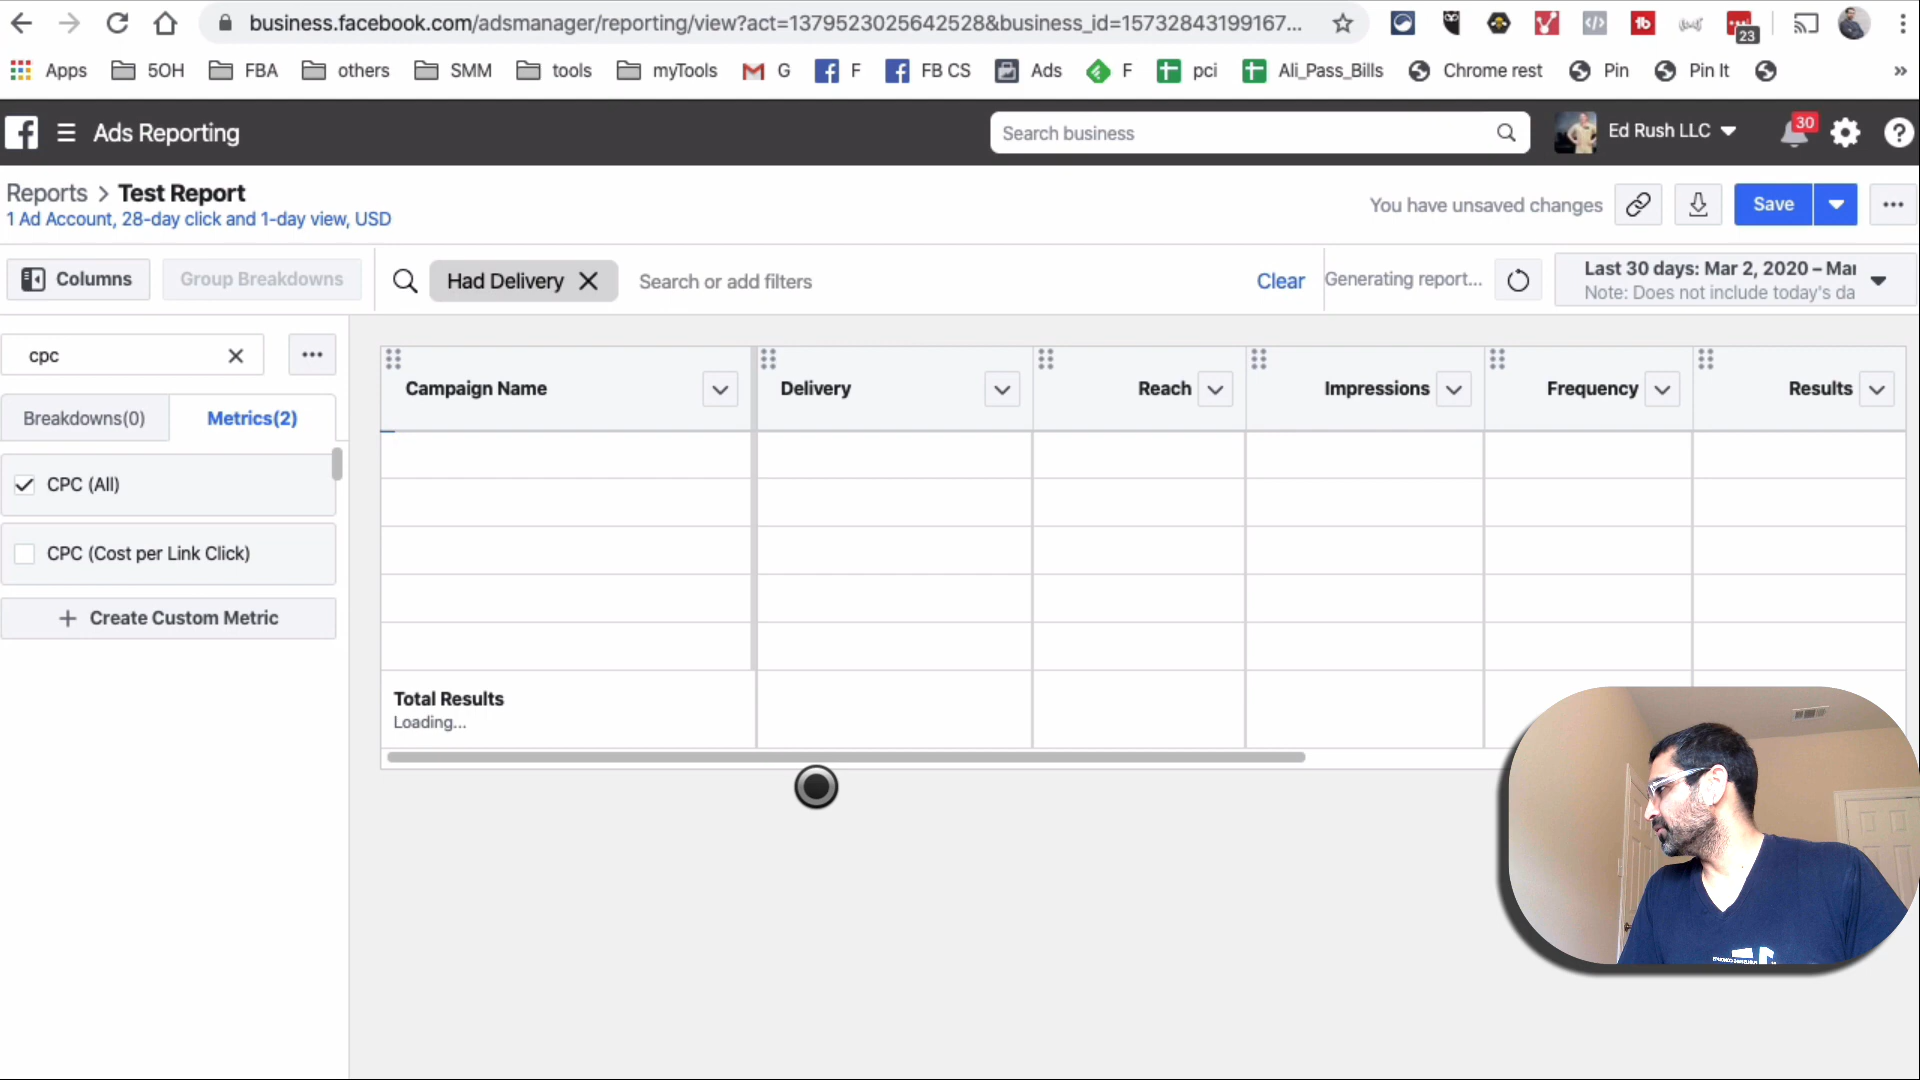 business.facebook.com/adsmanager/reporting/view?act=1379523025642528&business_id=15732843199167...
23
Apps
5OH
FBA
others
SMM
tools
myTools
G
F
FB CS
Ads
F
pci
Ali_Pass_Bills
Chrome rest
Pin
Pin It
»
Ads Reporting
Search business
Ed Rush LLC
30
Reports > Test Report
1 Ad Account, 28-day click and 1-day view, USD
You have unsaved changes
Save
Columns
Group Breakdowns
Had Delivery
Search or add filters
Clear
Generating report...
Last 30 days: Mar 2, 2020 – Mar
Note: Does not include today's da
cpc
Breakdowns(0)
Metrics(2)
CPC (All)
CPC (Cost per Link Click)
+ Create Custom Metric
Campaign Name
Delivery
Reach
Impressions
Frequency
Results
Total Results
Loading...